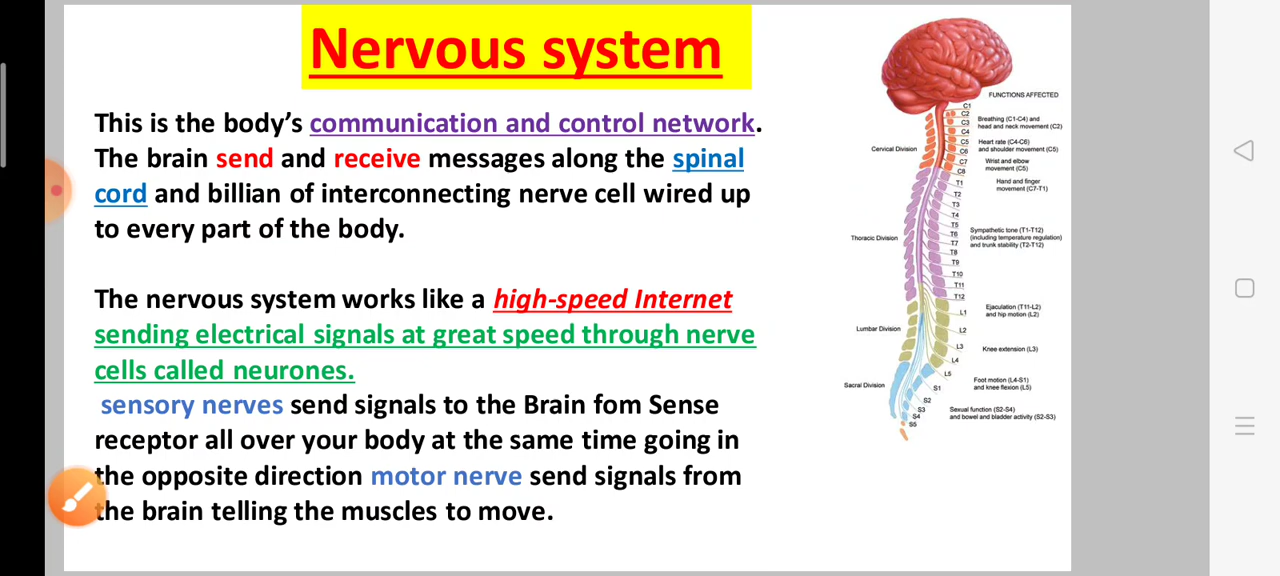 Nervous system
This is the body's communication and control network.
The brain send and receive messages along the spinal
cord and billian of interconnecting nerve cell wired up
to every part of the body.
The nervous system works like a high-speed Internet
sending electrical signals at great speed through nerve
cells called neurones.
sensory nerves send signals to the Brain fom Sense
receptor all over your body at the same time going in
the opposite direction motor nerve send signals from
the brain telling the muscles to move.
FUNCTIONS AFFECTED
C1
C2
C3
C4
C5
C6
C7
C8
T1
T2
T3
T4
T5
T6
T7
T8
T9
T10
T11
T12
L1
L2
L3
L4
L5
S1
S2
S3
S4
S5
Cervical Division
Thoracic Division
Lumbar Division
Sacral Division
Breathing (C1-C4) and
head and neck movement (C2)
Heart rate (C4-C6)
and shoulder movement (C5)
Wrist and elbow
movement (C5)
Hand and finger
movement (C7-T1)
Sympathetic tone (T1-T12)
(including temperature regulation)
and trunk stability (T2-T12)
Ejaculation (T11-L2)
and hip motion (L2)
Knee extension (L3)
Foot motion (L4-S1)
and knee flexion (L5)
Sexual function (S2-S4)
and bowel and bladder activity (S2-S3)